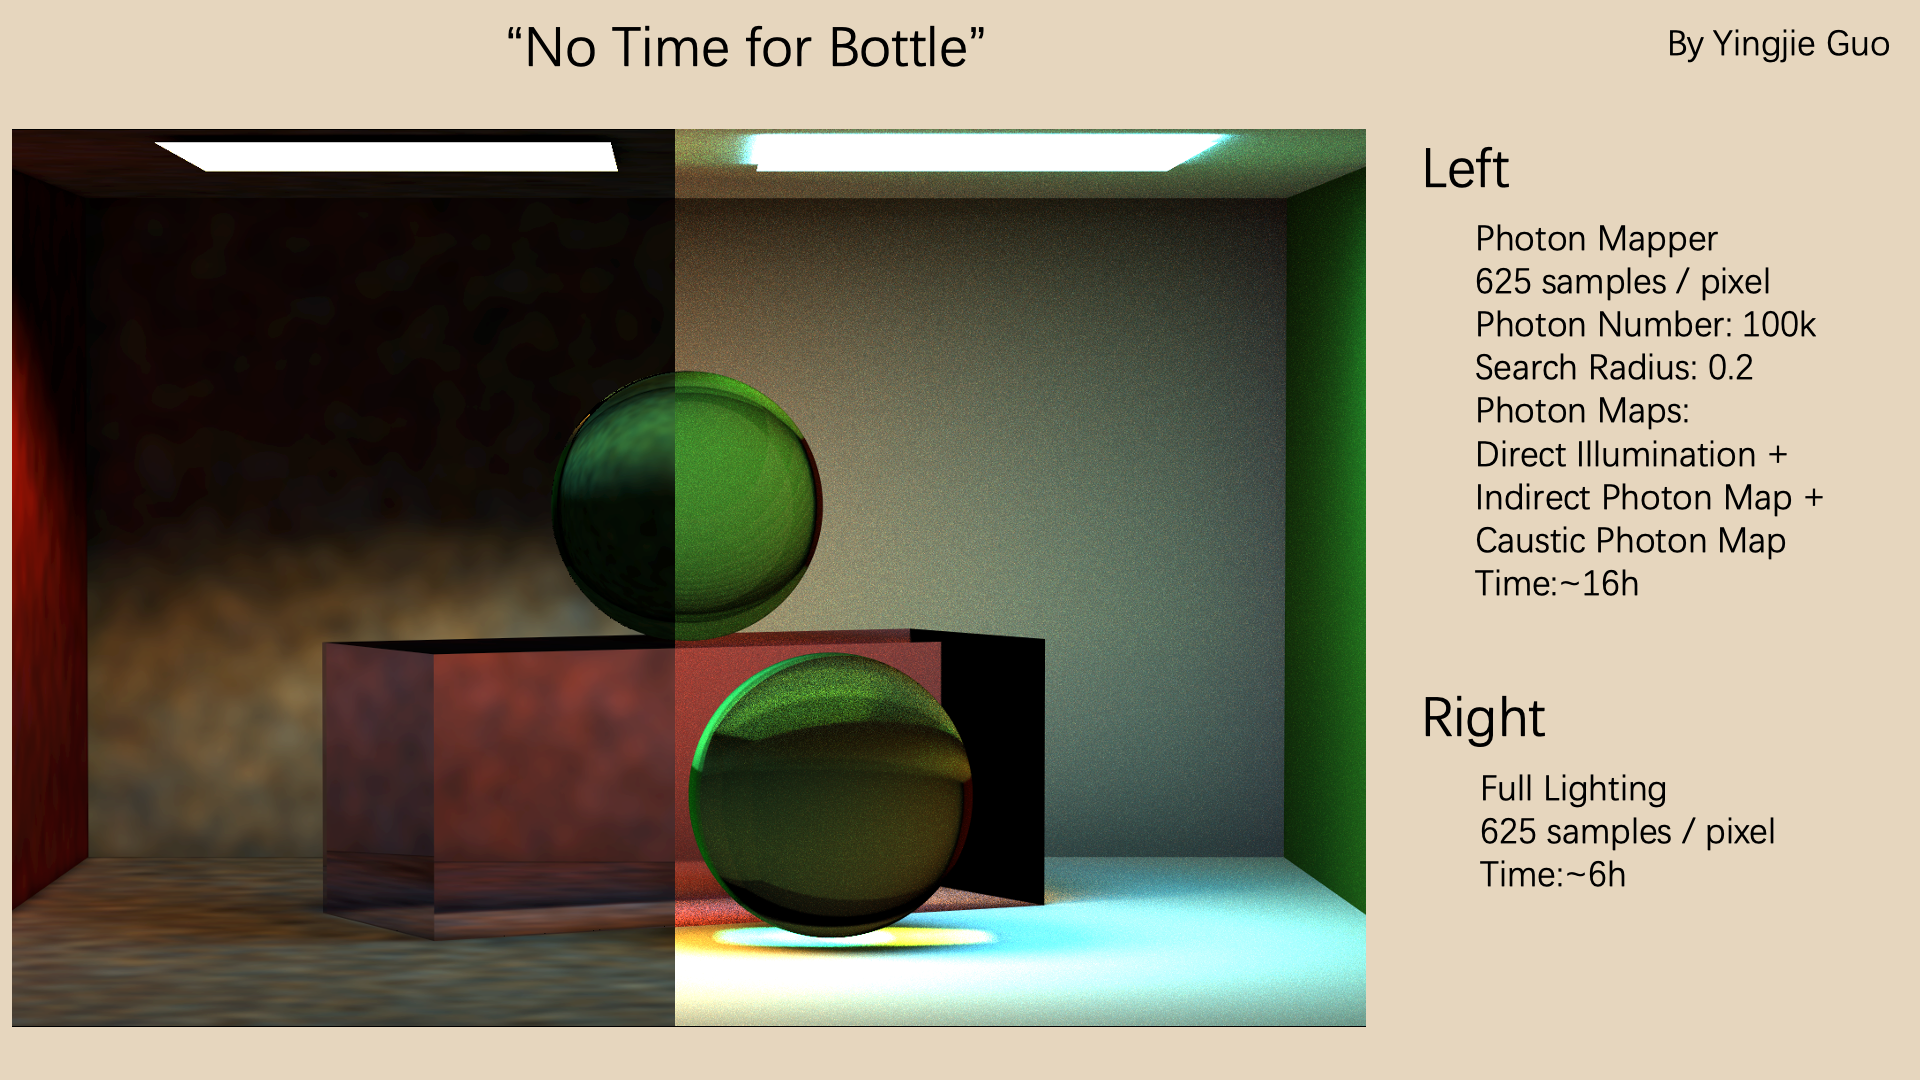 “No Time for Bottle”
By Yingjie Guo
Left
Photon Mapper
625 samples / pixel
Photon Number: 100k
Search Radius: 0.2
Photon Maps:
Direct Illumination +
Indirect Photon Map +
Caustic Photon Map
Time:~16h
Right
Full Lighting
625 samples / pixel
Time:~6h